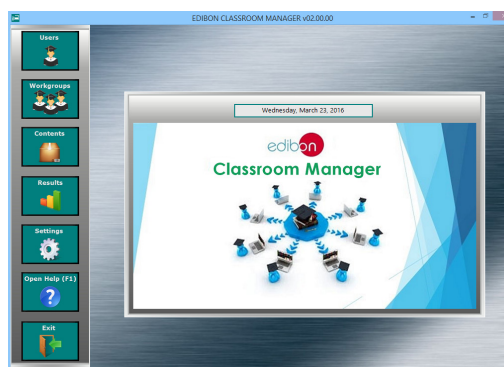 EDIBON CLASSROOM MANAGER v02.00.00
Users
Workgroups
Contents
Results
Settings
Open Help (F1)
?
Exit
Wednesday, March 23, 2016
edibon
Classroom Manager